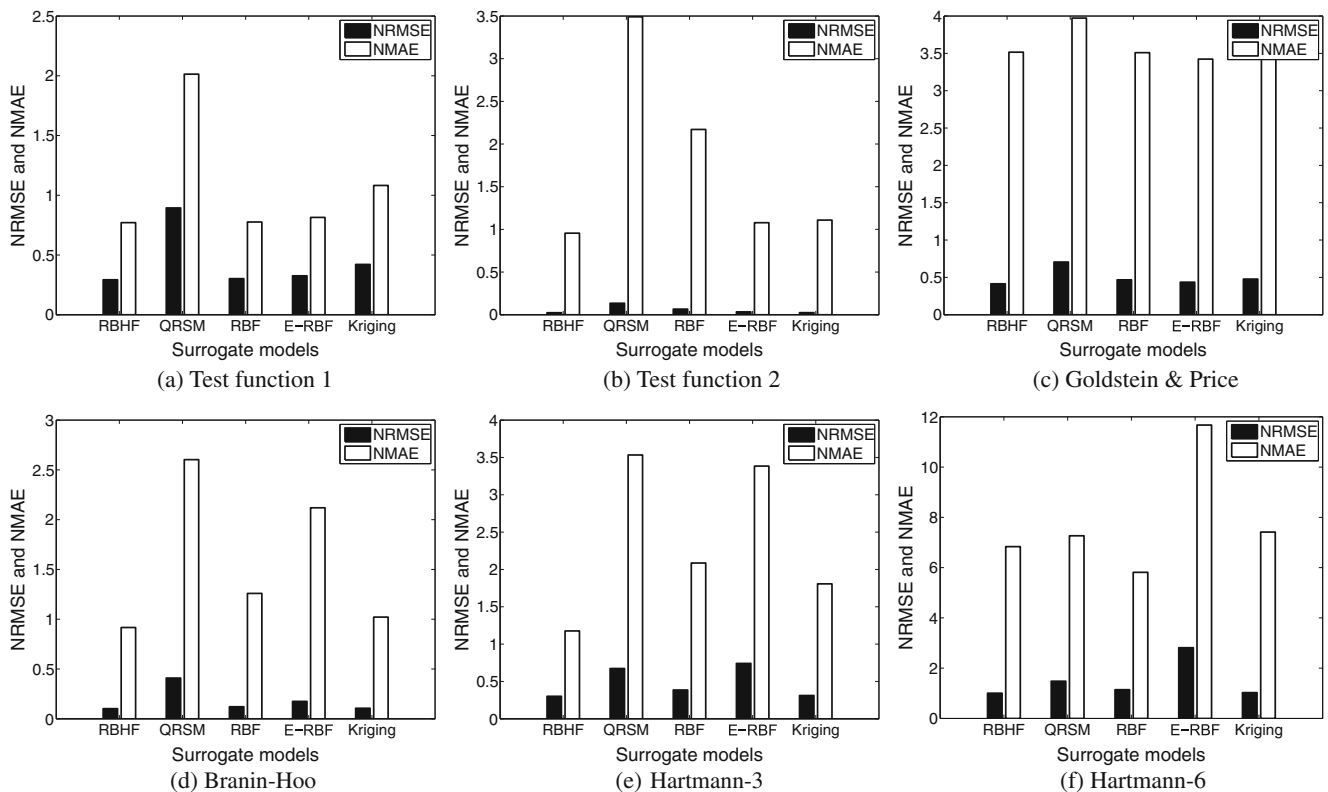 2.5
2
1.5
1
0.5
0
NRMSE and NMAE
NRMSE
NMAE
RBHF QRSM RBF E−RBF Kriging
Surrogate models
(a) Test function 1
3.5
3
2.5
2
1.5
1
0.5
0
NRMSE and NMAE
NRMSE
NMAE
RBHF QRSM RBF E−RBF Kriging
Surrogate models
(b) Test function 2
4
3.5
3
2.5
2
1.5
1
0.5
0
NRMSE and NMAE
NRMSE
NMAE
RBHF QRSM RBF E−RBF Kriging
Surrogate models
(c) Goldstein & Price
3
2.5
2
1.5
1
0.5
0
NRMSE and NMAE
NRMSE
NMAE
RBHF QRSM RBF E−RBF Kriging
Surrogate models
(d) Branin-Hoo
4
3.5
3
2.5
2
1.5
1
0.5
0
NRMSE and NMAE
NRMSE
NMAE
RBHF QRSM RBF E−RBF Kriging
Surrogate models
(e) Hartmann-3
12
10
8
6
4
2
0
NRMSE and NMAE
NRMSE
NMAE
RBHF QRSM RBF E−RBF Kriging
Surrogate models
(f) Hartmann-6